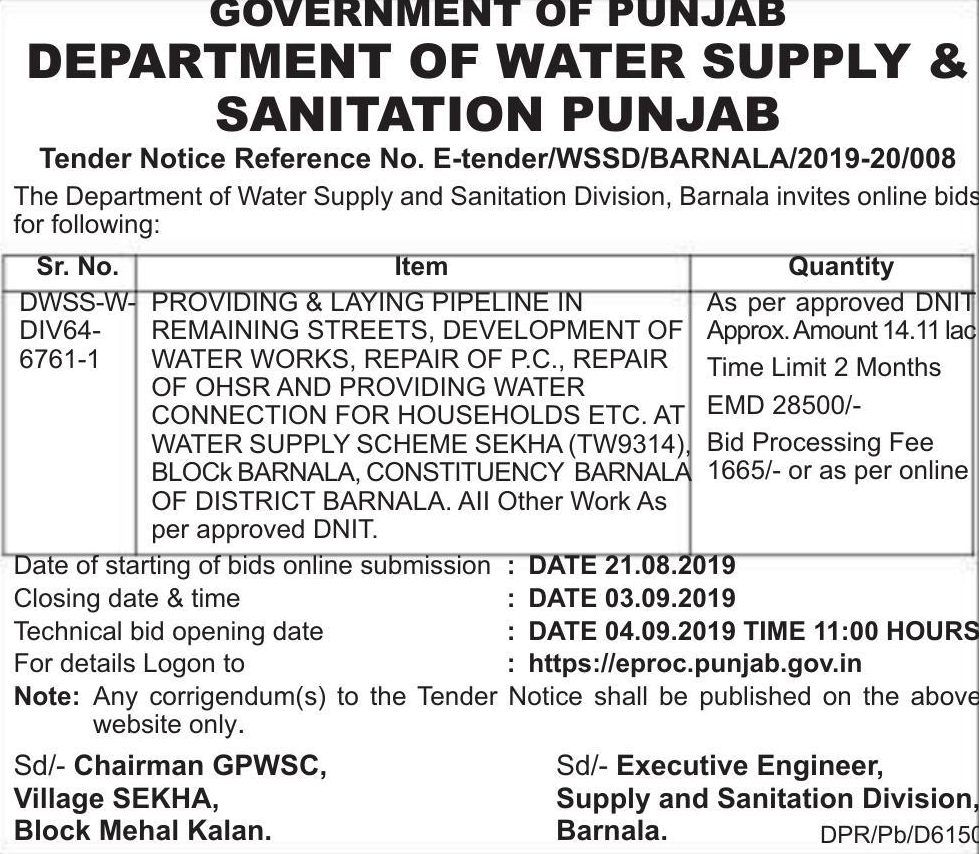 GOVERNMENT OF PUNJAB
DEPARTMENT OF WATER SUPPLY &
SANITATION PUNJAB
Tender Notice Reference No. E-tender/WSSD/BARNALA/2019-20/008
The Department of Water Supply and Sanitation Division, Barnala invites online bids
for following:
Sr. No. Item Quantity
DWSS-W-
DIV64-
6761-1
PROVIDING & LAYING PIPELINE IN
REMAINING STREETS, DEVELOPMENT OF
WATER WORKS, REPAIR OF P.C., REPAIR
OF OHSR AND PROVIDING WATER
CONNECTION FOR HOUSEHOLDS ETC. AT
WATER SUPPLY SCHEME SEKHA (TW9314),
BLOCk BARNALA, CONSTITUENCY BARNALA
OF DISTRICT BARNALA. All Other Work As
per approved DNIT.
As per approved DNIT
Approx. Amount 14.11 lac
Time Limit 2 Months
EMD 28500/-
Bid Processing Fee
1665/- or as per online
Date of starting of bids online submission : DATE 21.08.2019
Closing date & time : DATE 03.09.2019
Technical bid opening date : DATE 04.09.2019 TIME 11:00 HOURS
For details Logon to : https://eproc.punjab.gov.in
Note: Any corrigendum(s) to the Tender Notice shall be published on the above
website only.
Sd/- Chairman GPWSC,
Village SEKHA,
Block Mehal Kalan.
Sd/- Executive Engineer,
Supply and Sanitation Division,
Barnala.
DPR/Pb/D6150